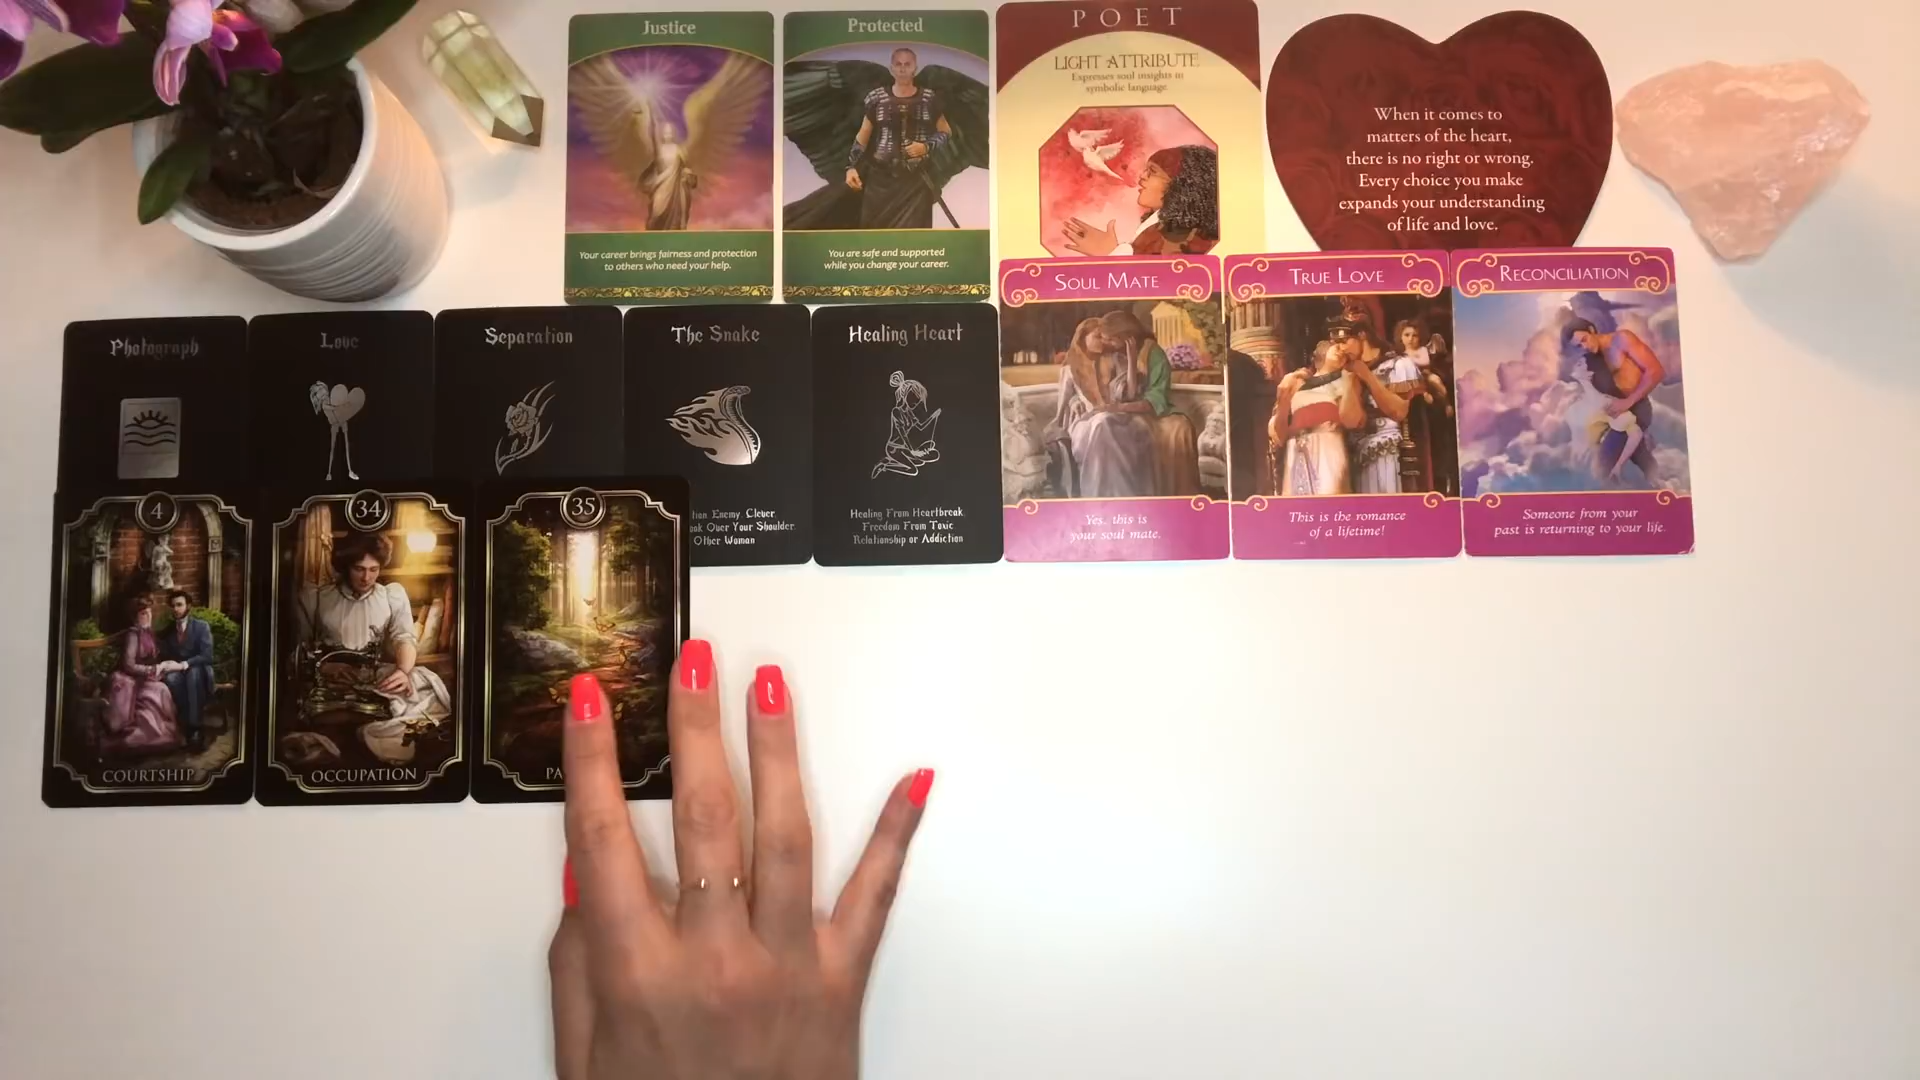 Justice
Your career brings fairness and protection
to others who need your help.
Protected
You are safe and supported
while you change your career.
POET
LIGHT ATTRIBUTE
Expresses soul insights in
symbolic language.
When it comes to
matters of the heart,
there is no right or wrong.
Every choice you make
expands your understanding
of life and love.
Photograph
Love
Separation
The Snake
Enemy, Clever,
Over Your Shoulder,
Other Woman
Healing Heart
Healing From Heartbreak,
Freedom From Toxic
Relationship or Addiction
SOUL MATE
Yes, this is
your soul mate.
TRUE LOVE
This is the romance
of a lifetime!
RECONCILIATION
Someone from your
past is returning to your life.
4
COURTSHIP
34
OCCUPATION
35
PA